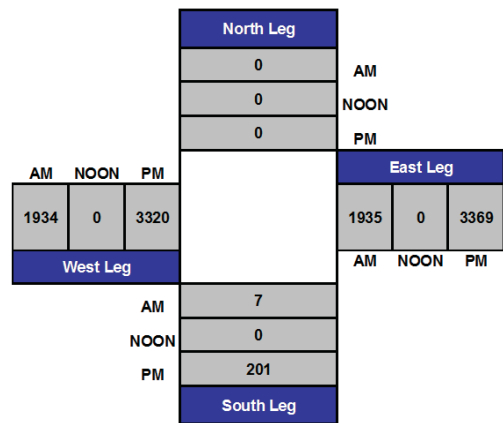 North Leg
0
AM
0
NOON
0
PM
East Leg
AM NOON PM
1934 0 3320
1935 0 3369
West Leg
AM NOON PM
AM
7
NOON
0
PM
201
South Leg